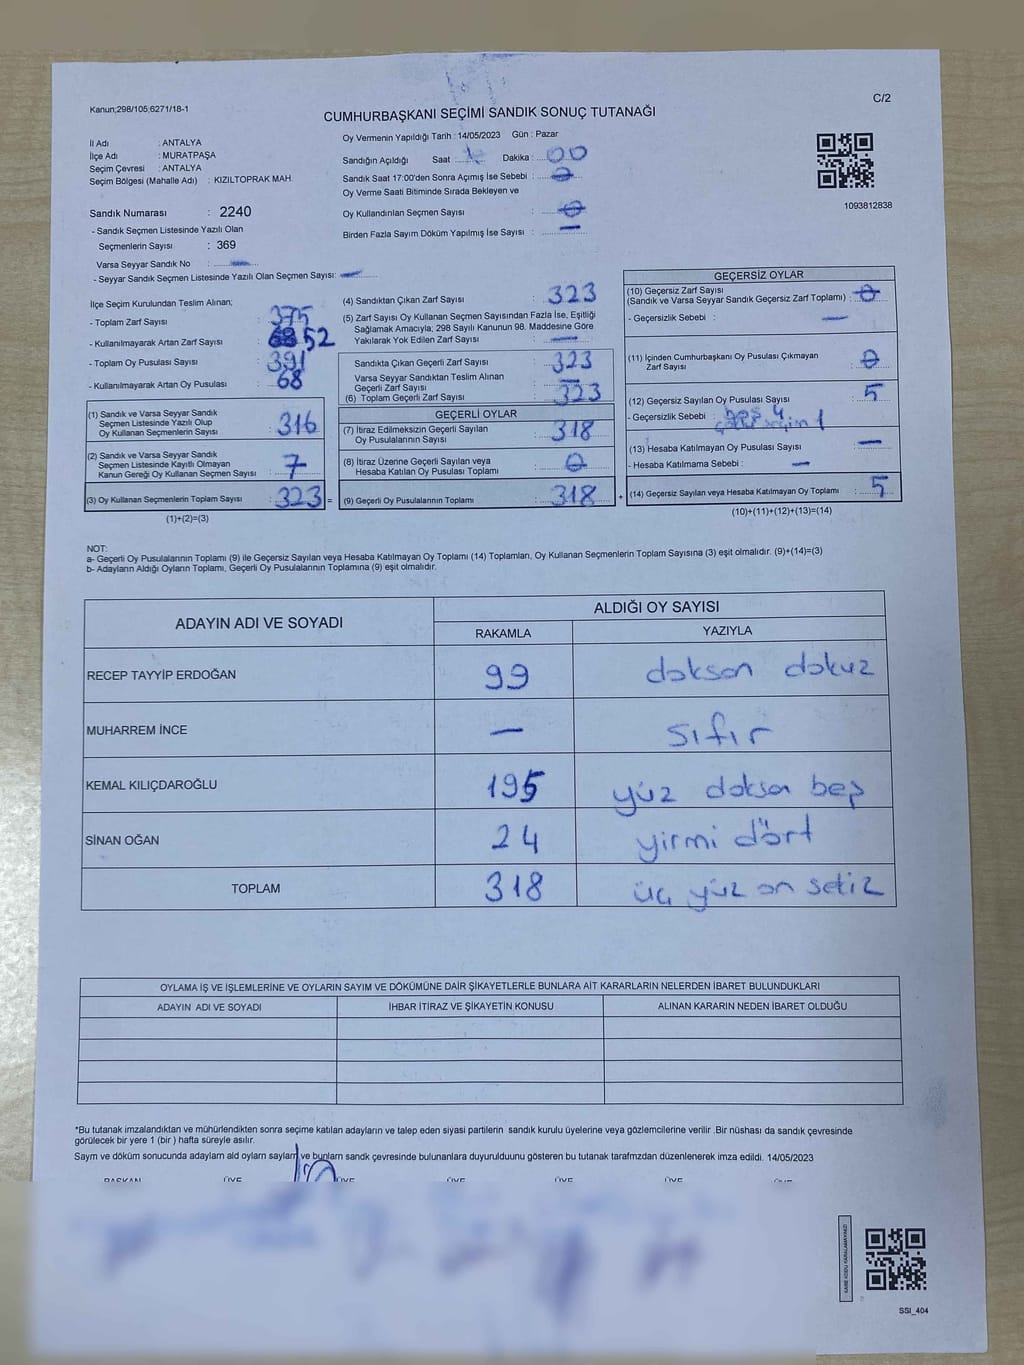 Kanun;298/105,6271/18-1
C/2
CUMHURBAŞKANI SEÇİMİ SANDIK SONUÇ TUTANAĞI
İl Adı : ANTALYA
İlçe Adı : MURATPAŞA
Seçim Çevresi : ANTALYA
Seçim Bölgesi (Mahalle Adı) : KIZILTOPRAK MAH.
Oy Vermenin Yapıldığı Tarih : 14/05/2023 Gün : Pazar
Sandığın Açıldığı Saat : Dakika : 00
Sandık Saat 17:00'den Sonra Açımış İse Sebebi : 0
Oy Verme Saati Bitiminde Sırada Bekleyen ve
Oy Kullandırılan Seçmen Sayısı : 0
Birden Fazla Sayım Döküm Yapılmış İse Sayısı : —
1093812838
Sandık Numarası : 2240
- Sandık Seçmen Listesinde Yazılı Olan
Seçmenlerin Sayısı : 369
Varsa Seyyar Sandık No : —
- Seyyar Sandık Seçmen Listesinde Yazılı Olan Seçmen Sayısı: —
İlçe Seçim Kurulundan Teslim Alınan;
- Toplam Zarf Sayısı : 375
- Kullanılmayarak Artan Zarf Sayısı : 52
- Toplam Oy Pusulası Sayısı : 391
- Kullanılmayarak Artan Oy Pusulası : 68
(1) Sandık ve Varsa Seyyar Sandık
Seçmen Listesinde Yazılı Olup
Oy Kullanan Seçmenlerin Sayısı : 316
(2) Sandık ve Varsa Seyyar Sandık
Seçmen Listesinde Kayıtlı Olmayan
Kanun Gereği Oy Kullanan Seçmen Sayısı : 7
(3) Oy Kullanan Seçmenlerin Toplam Sayısı : 323 =
(1)+(2)=(3)
(4) Sandıktan Çıkan Zarf Sayısı : 323
(5) Zarf Sayısı Oy Kullanan Seçmen Sayısından Fazla İse, Eşitliği
Sağlamak Amacıyla; 298 Sayılı Kanunun 98. Maddesine Göre
Yakılarak Yok Edilen Zarf Sayısı : —
Sandıkta Çıkan Geçerli Zarf Sayısı : 323
Varsa Seyyar Sandıktan Teslim Alınan
Geçerli Zarf Sayısı : —
(6) Toplam Geçerli Zarf Sayısı : 323
GEÇERLİ OYLAR
(7) İtiraz Edilmeksizin Geçerli Sayılan
Oy Pusulalarının Sayısı : 318
(8) İtiraz Üzerine Geçerli Sayılan veya
Hesaba Katılan Oy Pusulası Toplamı : 0
(9) Geçerli Oy Pusulalarının Toplamı : 318 +
GEÇERSİZ OYLAR
(10) Geçersiz Zarf Sayısı
(Sandık ve Varsa Seyyar Sandık Geçersiz Zarf Toplamı) : 0
- Geçersizlik Sebebi : —
(11) İçinden Cumhurbaşkanı Oy Pusulası Çıkmayan
Zarf Sayısı : 0
(12) Geçersiz Sayılan Oy Pusulası Sayısı : 5
- Geçersizlik Sebebi : boş 4
1
(13) Hesaba Katılmayan Oy Pusulası Sayısı : —
- Hesaba Katılmama Sebebi : —
(14) Geçersiz Sayılan veya Hesaba Katılmayan Oy Toplamı : 5
(10)+(11)+(12)+(13)=(14)
NOT:
a- Geçerli Oy Pusulalarının Toplamı (9) ile Geçersiz Sayılan veya Hesaba Katılmayan Oy Toplamı (14) Toplamları, Oy Kullanan Seçmenlerin Toplam Sayısına (3) eşit olmalıdır. (9)+(14)=(3)
b- Adayların Aldığı Oyların Toplamı, Geçerli Oy Pusulalarının Toplamına (9) eşit olmalıdır.
ADAYIN ADI VE SOYADI
ALDIĞI OY SAYISI
RAKAMLA YAZIYLA
RECEP TAYYİP ERDOĞAN 99 doksan dokuz
MUHARREM İNCE — sıfır
KEMAL KILIÇDAROĞLU 195 yüz doksan beş
SİNAN OĞAN 24 yirmi dört
TOPLAM 318 üç yüz on sekiz
OYLAMA İŞ VE İŞLEMLERİNE VE OYLARIN SAYIM VE DÖKÜMÜNE DAİR ŞİKAYETLERLE BUNLARA AİT KARARLARIN NELERDEN İBARET BULUNDUKLARI
ADAYIN ADI VE SOYADI İHBAR İTİRAZ VE ŞİKAYETİN KONUSU ALINAN KARARIN NEDEN İBARET OLDUĞU
*Bu tutanak imzalandıktan ve mühürlendikten sonra seçime katılan adayların ve talep eden siyasi partilerin sandık kurulu üyelerine veya gözlemcilerine verilir .Bir nüshası da sandık çevresinde
görülecek bir yere 1 (bir ) hafta süreyle asılır.
Sayım ve döküm sonucunda adayların aldı oyların sayıları ve bunların sandk çevresinde bulunanlara duyurulduunu gösteren bu tutanak tarafmzdan düzenlenerek imza edildi. 14/05/2023
BAŞKAN ÜYE ÜYE ÜYE ÜYE ÜYE ÜYE
SSI_404